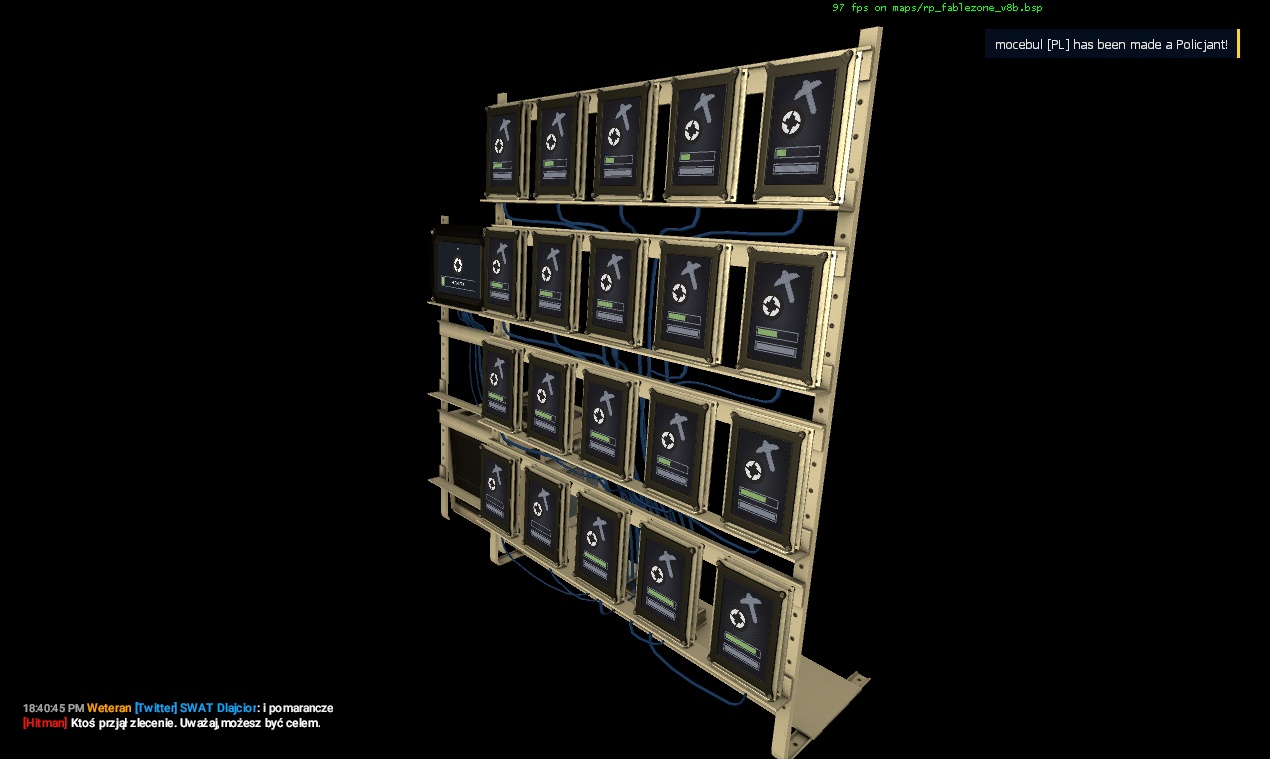 97 fps on maps/rp_fablezone_v8b.bsp
mocebul [PL] has been made a Policjant!
18:40:45 PM Weteran [Twitter] SWAT Dlajcior: i pomarancze
[Hitman] Ktoś przjął zlecenie. Uważaj,możesz być celem.